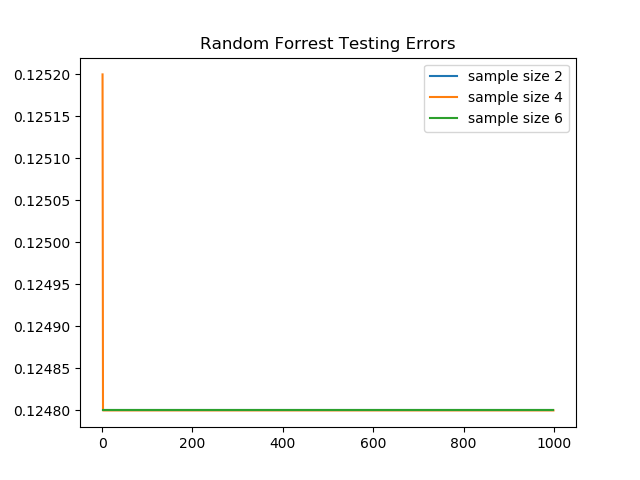 Random Forrest Testing Errors
sample size 2
sample size 4
sample size 6
0.12520
0.12515
0.12510
0.12505
0.12500
0.12495
0.12490
0.12485
0.12480
0 200 400 600 800 1000